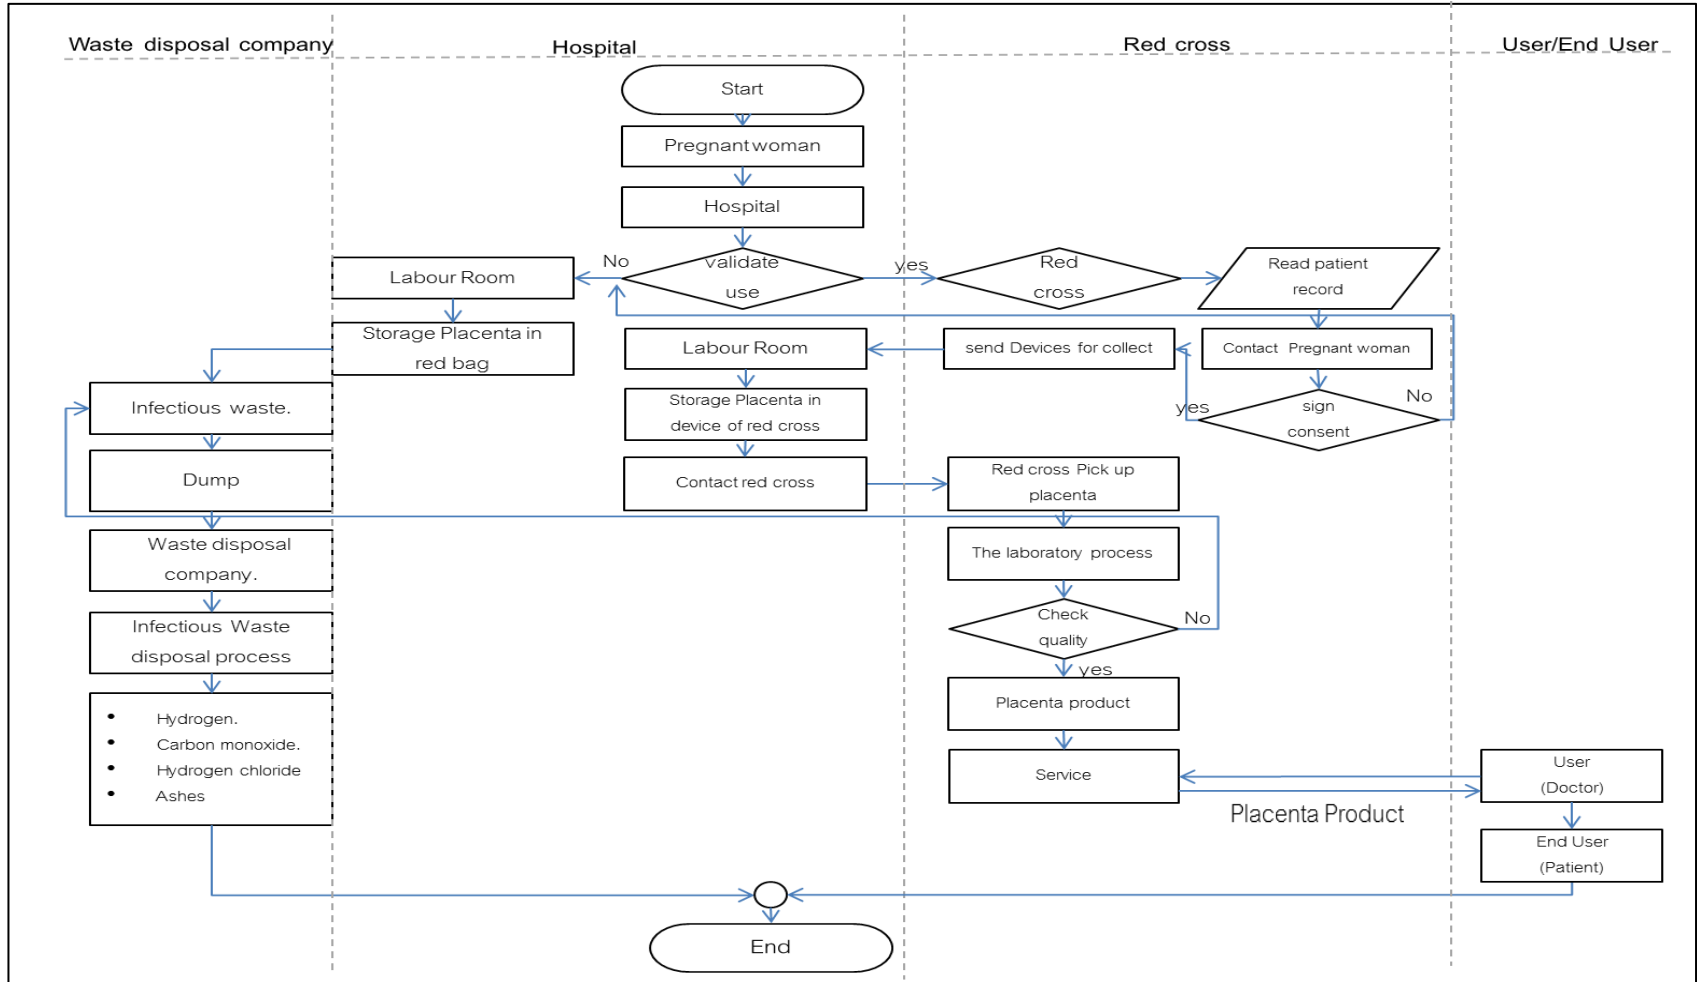 Waste disposal company
Hospital
Red cross
User/End User
Start
Pregnant woman
Hospital
validate
use
No
yes
Red
cross
Read patient
record
Labour Room
Storage Placenta in
red bag
Labour Room
send Devices for collect
Contact Pregnant woman
sign
consent
yes
No
Infectious waste.
Storage Placenta in
device of red cross
Dump
Contact red cross
Red cross Pick up
placenta
Waste disposal
company.
The laboratory process
Infectious Waste
disposal process
Check
quality
No
yes
• Hydrogen.
• Carbon monoxide.
• Hydrogen chloride
• Ashes
Placenta product
Service
User
(Doctor)
Placenta Product
End User
(Patient)
End